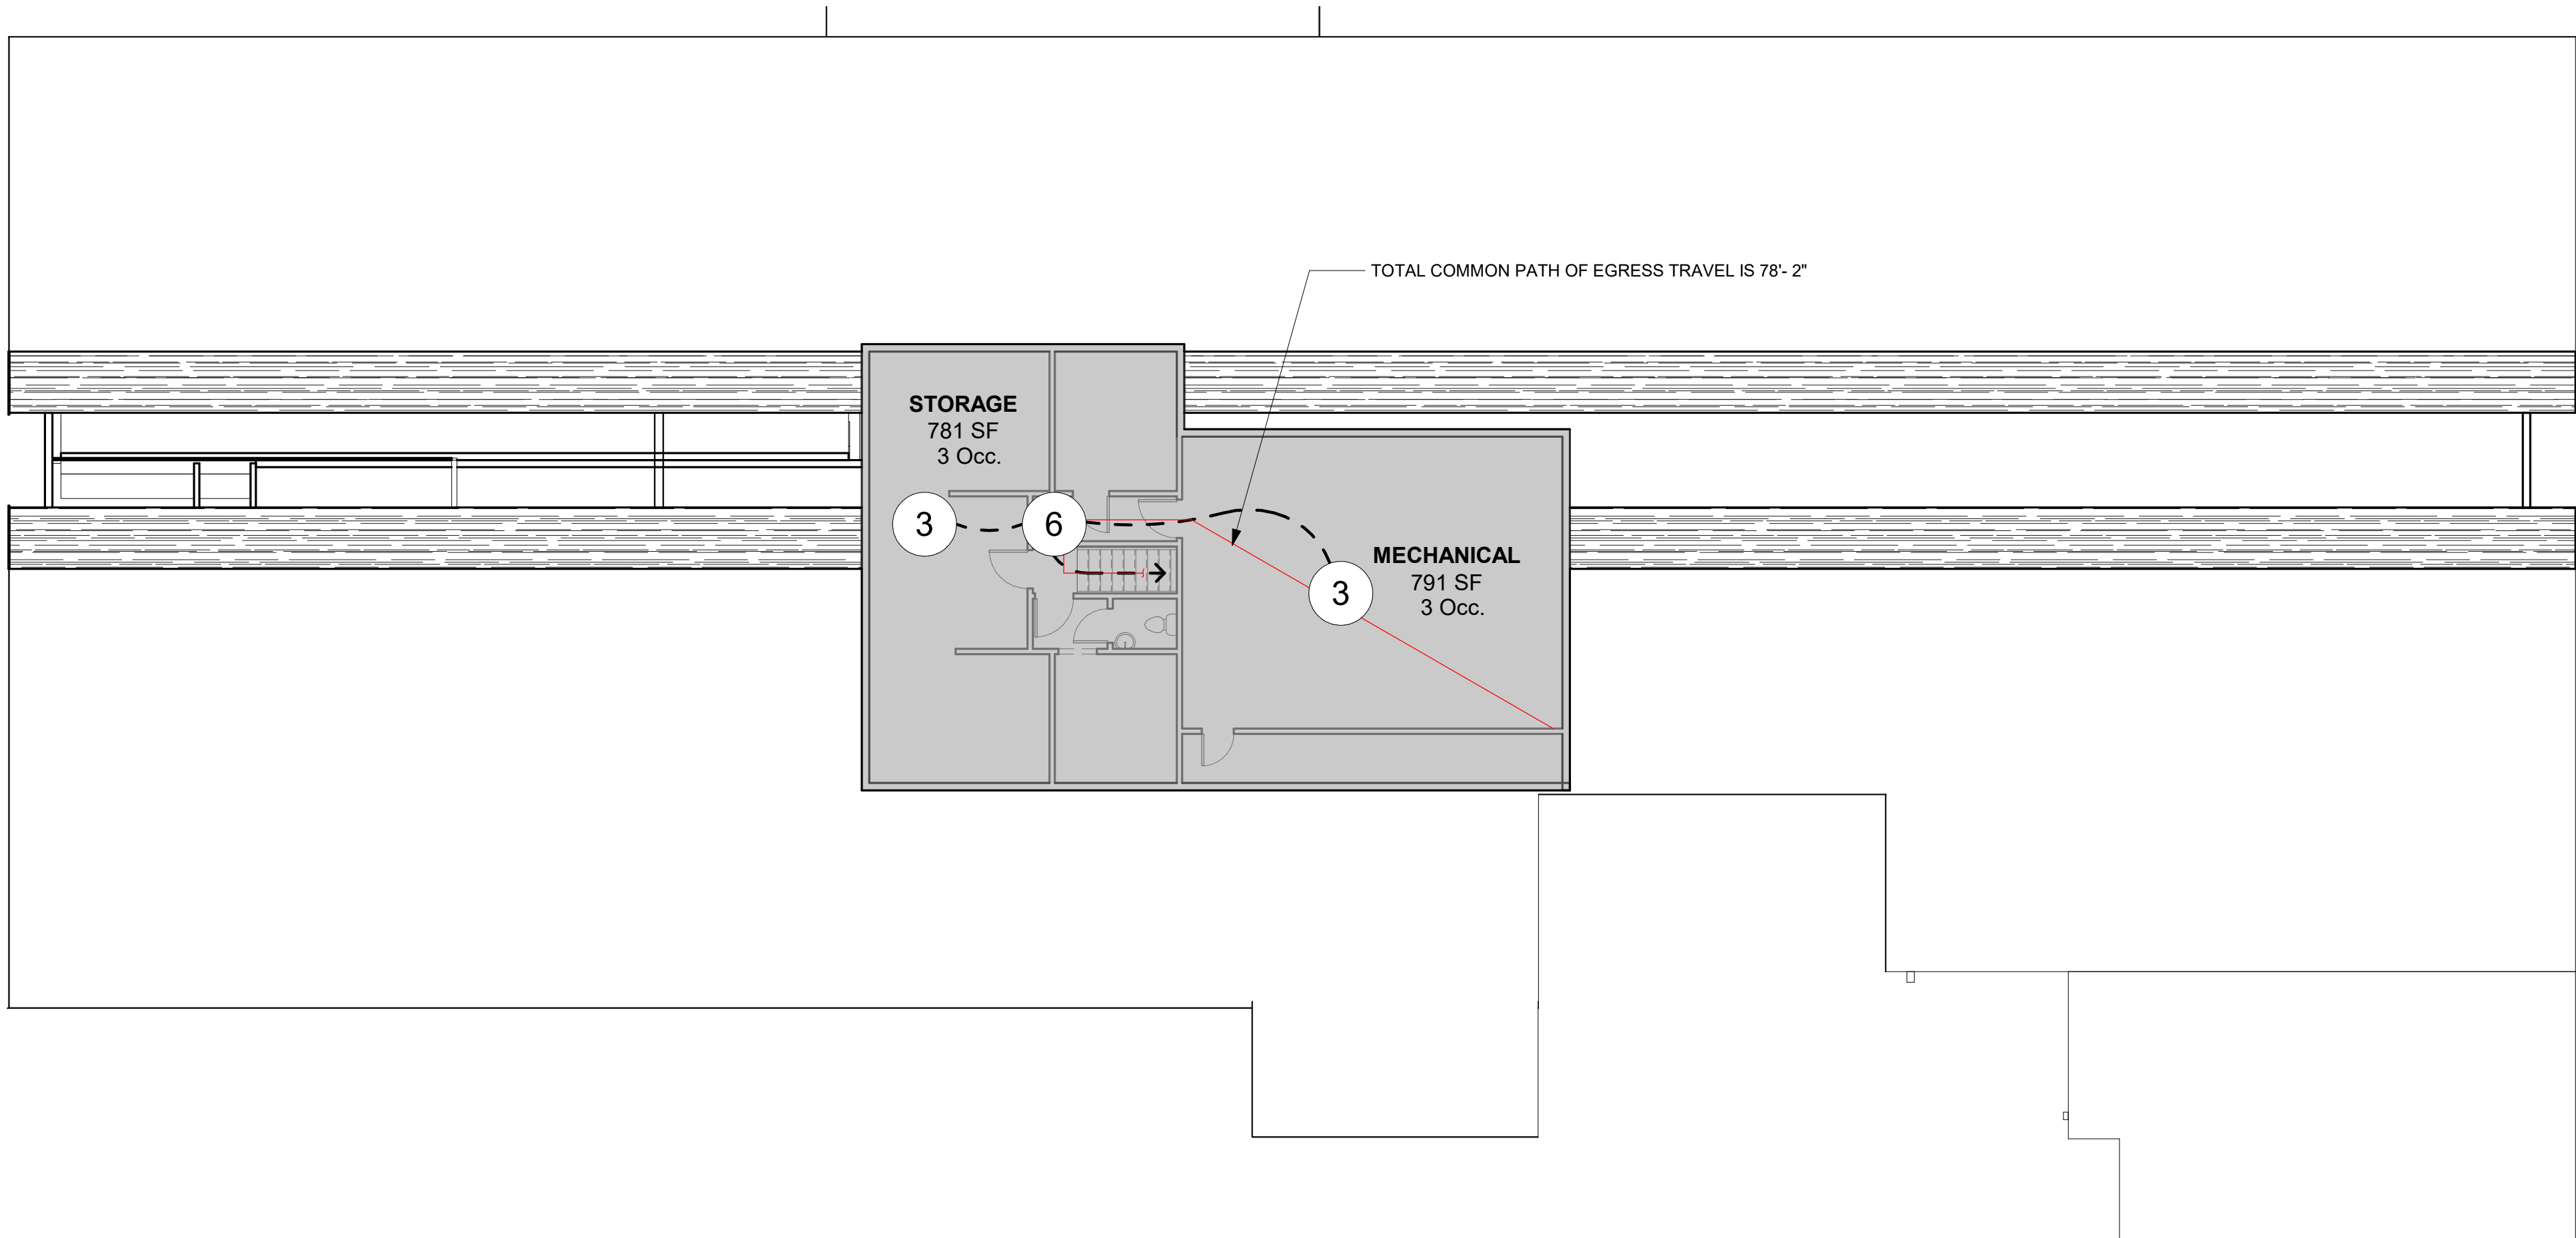 TOTAL COMMON PATH OF EGRESS TRAVEL IS 78'- 2"
STORAGE
781 SF
3 Occ.
3
6
MECHANICAL
791 SF
3 Occ.
3